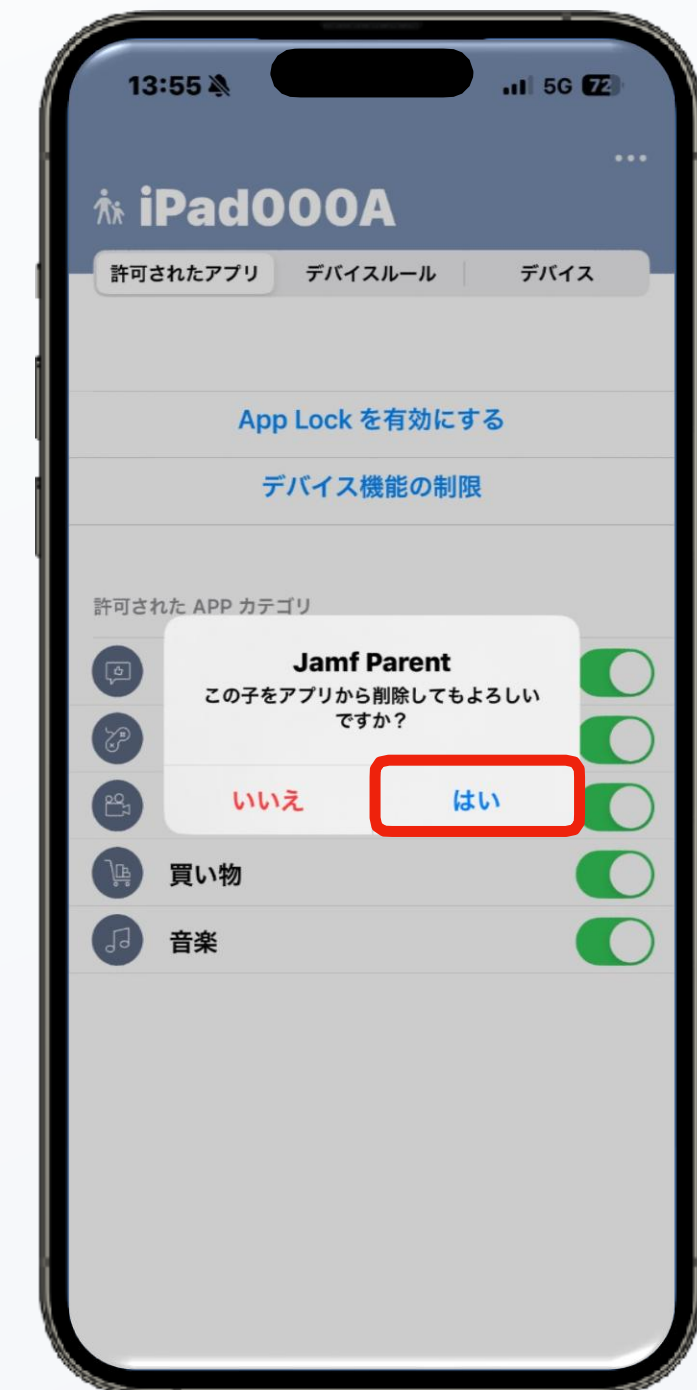 13:55
5G 72
iPad000A
許可されたアプリ デバイスルール デバイス
App Lock を有効にする
デバイス機能の制限
許可された APP カテゴリ
Jamf Parent
この子をアプリから削除してもよろしい
ですか？
いいえ はい
買い物
音楽